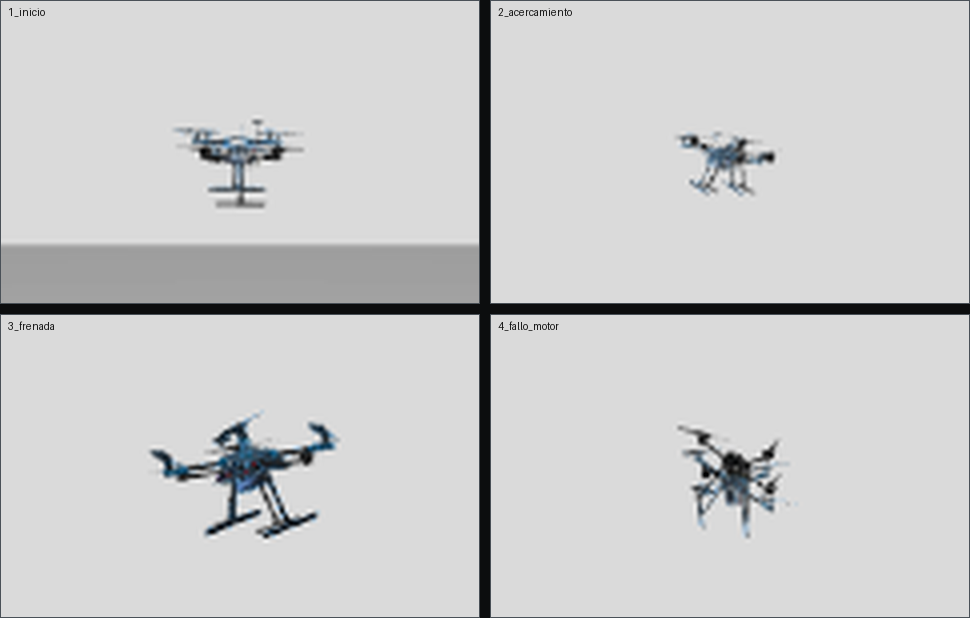 1_inicio
2_acercamiento
3_frenada
4_fallo_motor